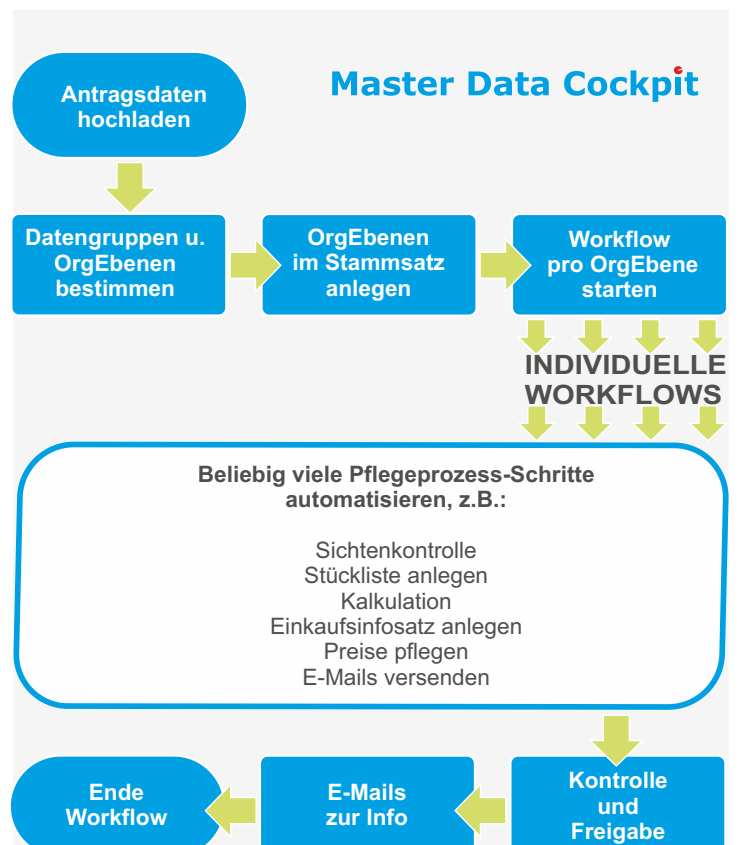 Master Data Cockpit
Antragsdaten
hochladen
Datengruppen u.
OrgEbenen
bestimmen
OrgEbenen
im Stammsatz
anlegen
Workflow
pro OrgEbene
starten
INDIVIDUELLE
WORKFLOWS
Beliebig viele Pflegeprozess-Schritte
automatisieren, z.B.:
Sichtenkontrolle
Stückliste anlegen
Kalkulation
Einkaufsinfosatz anlegen
Preise pflegen
E-Mails versenden
Kontrolle
und
Freigabe
E-Mails
zur Info
Ende
Workflow